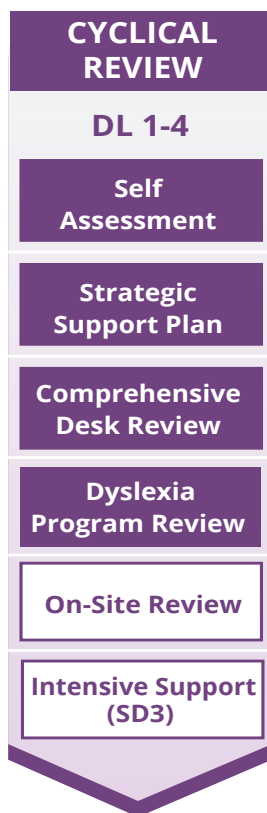 CYCLICAL
REVIEW
DL 1-4
Self
Assessment
Strategic
Support Plan
Comprehensive
Desk Review
Dyslexia
Program Review
On-Site Review
Intensive Support
(SD3)